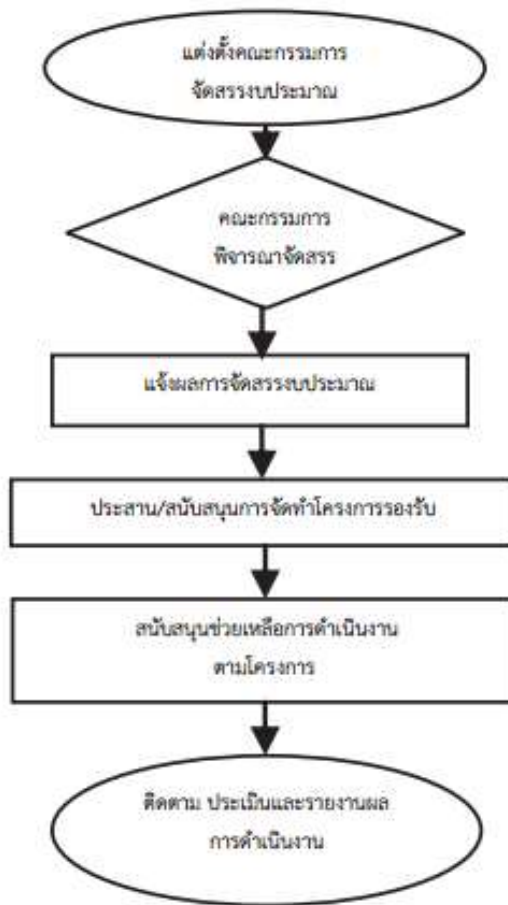 แต่งตั้งคณะกรรมการ
จัดสรรงบประมาณ
คณะกรรมการ
พิจารณาจัดสรร
แจ้งผลการจัดสรรงบประมาณ
ประสาน/สนับสนุนการจัดทำโครงการรองรับ
สนับสนุนช่วยเหลือการดำเนินงาน
ตามโครงการ
ติดตาม ประเมินและรายงานผล
การดำเนินงาน